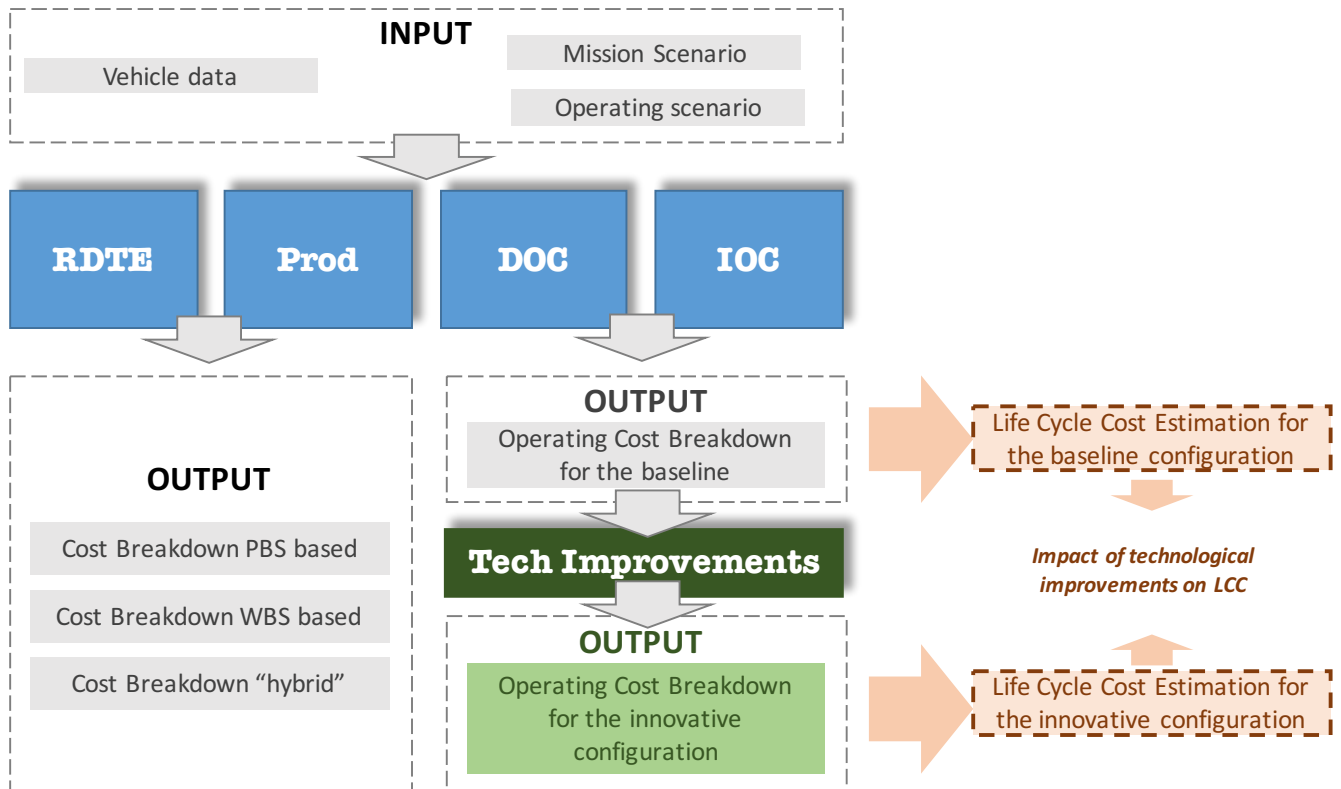 INPUT
Vehicle data
Mission Scenario
Operating scenario
RDTE
Prod
DOC
IOC
OUTPUT
Cost Breakdown PBS based
Cost Breakdown WBS based
Cost Breakdown “hybrid”
OUTPUT
Operating Cost Breakdown
for the baseline
Tech Improvements
OUTPUT
Operating Cost Breakdown
for the innovative
configuration
Life Cycle Cost Estimation for
the baseline configuration
Impact of technological
improvements on LCC
Life Cycle Cost Estimation for
the innovative configuration